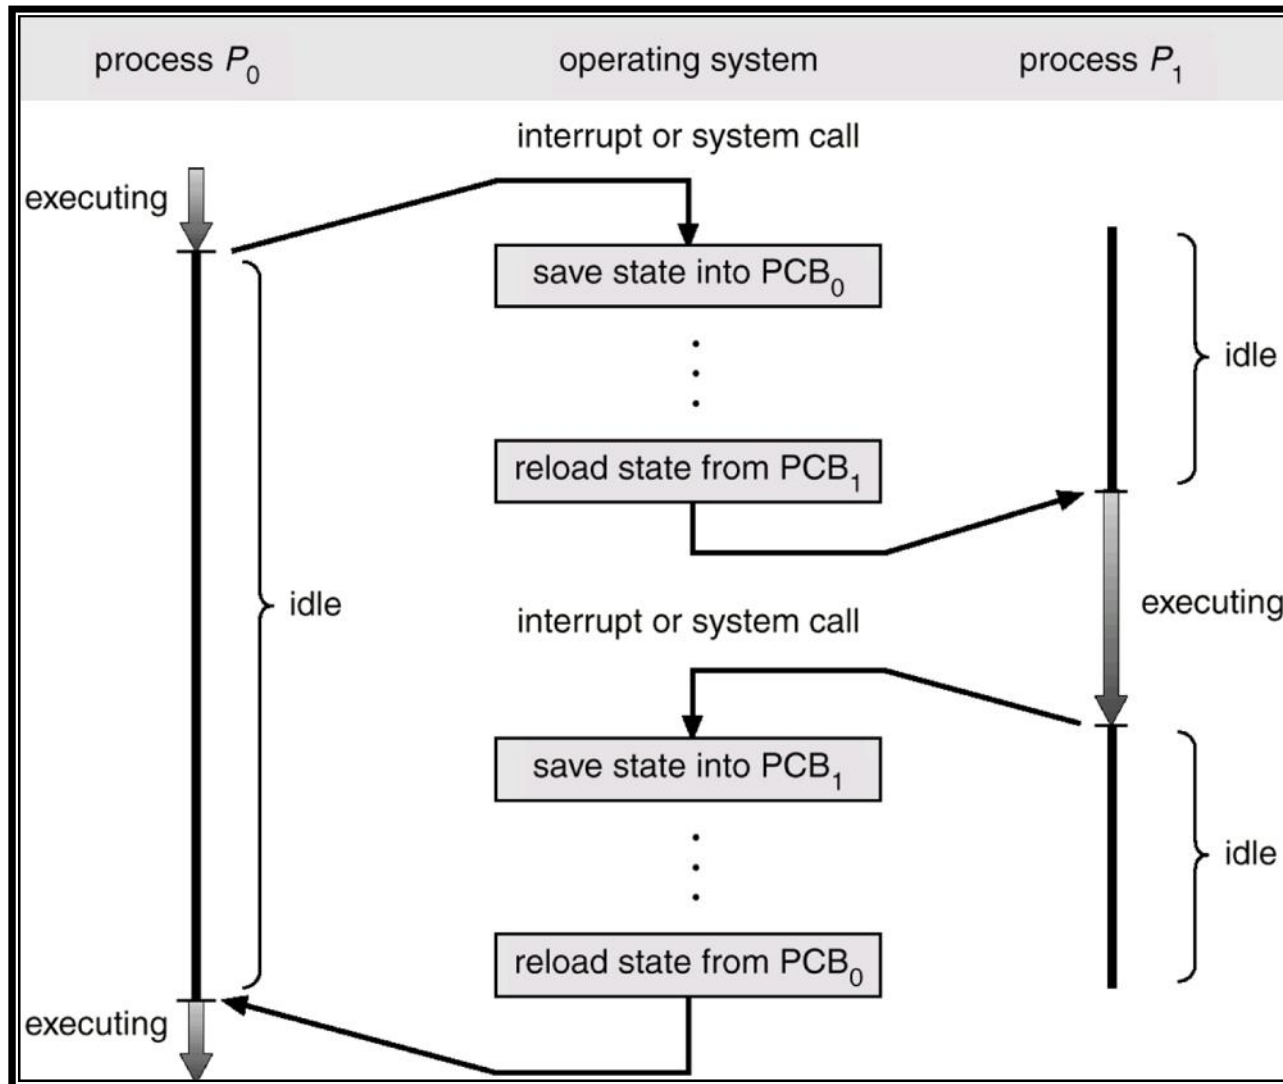 process P0
operating system
process P1
interrupt or system call
executing
save state into PCB0
idle
reload state from PCB1
idle
executing
interrupt or system call
save state into PCB1
idle
reload state from PCB0
executing